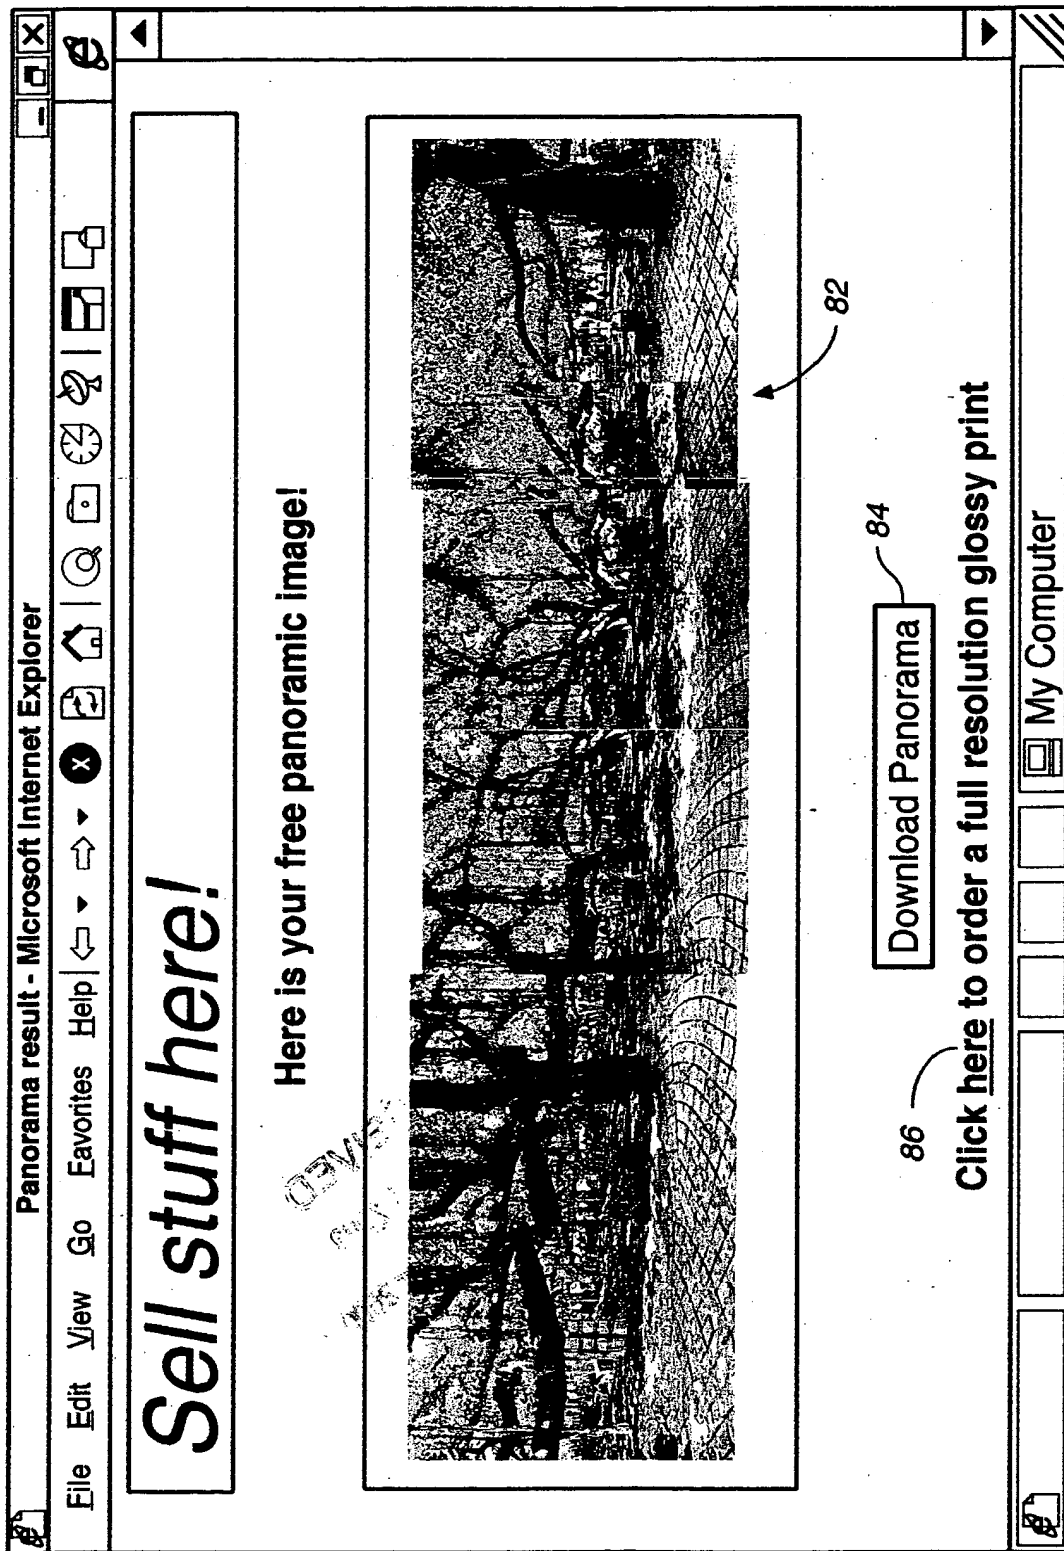 Panorama result - Microsoft Internet Explorer
File Edit View Go Favorites Help
Sell stuff here!
Here is your free panoramic image!
82
Download Panorama
84
86
Click here to order a full resolution glossy print
My Computer